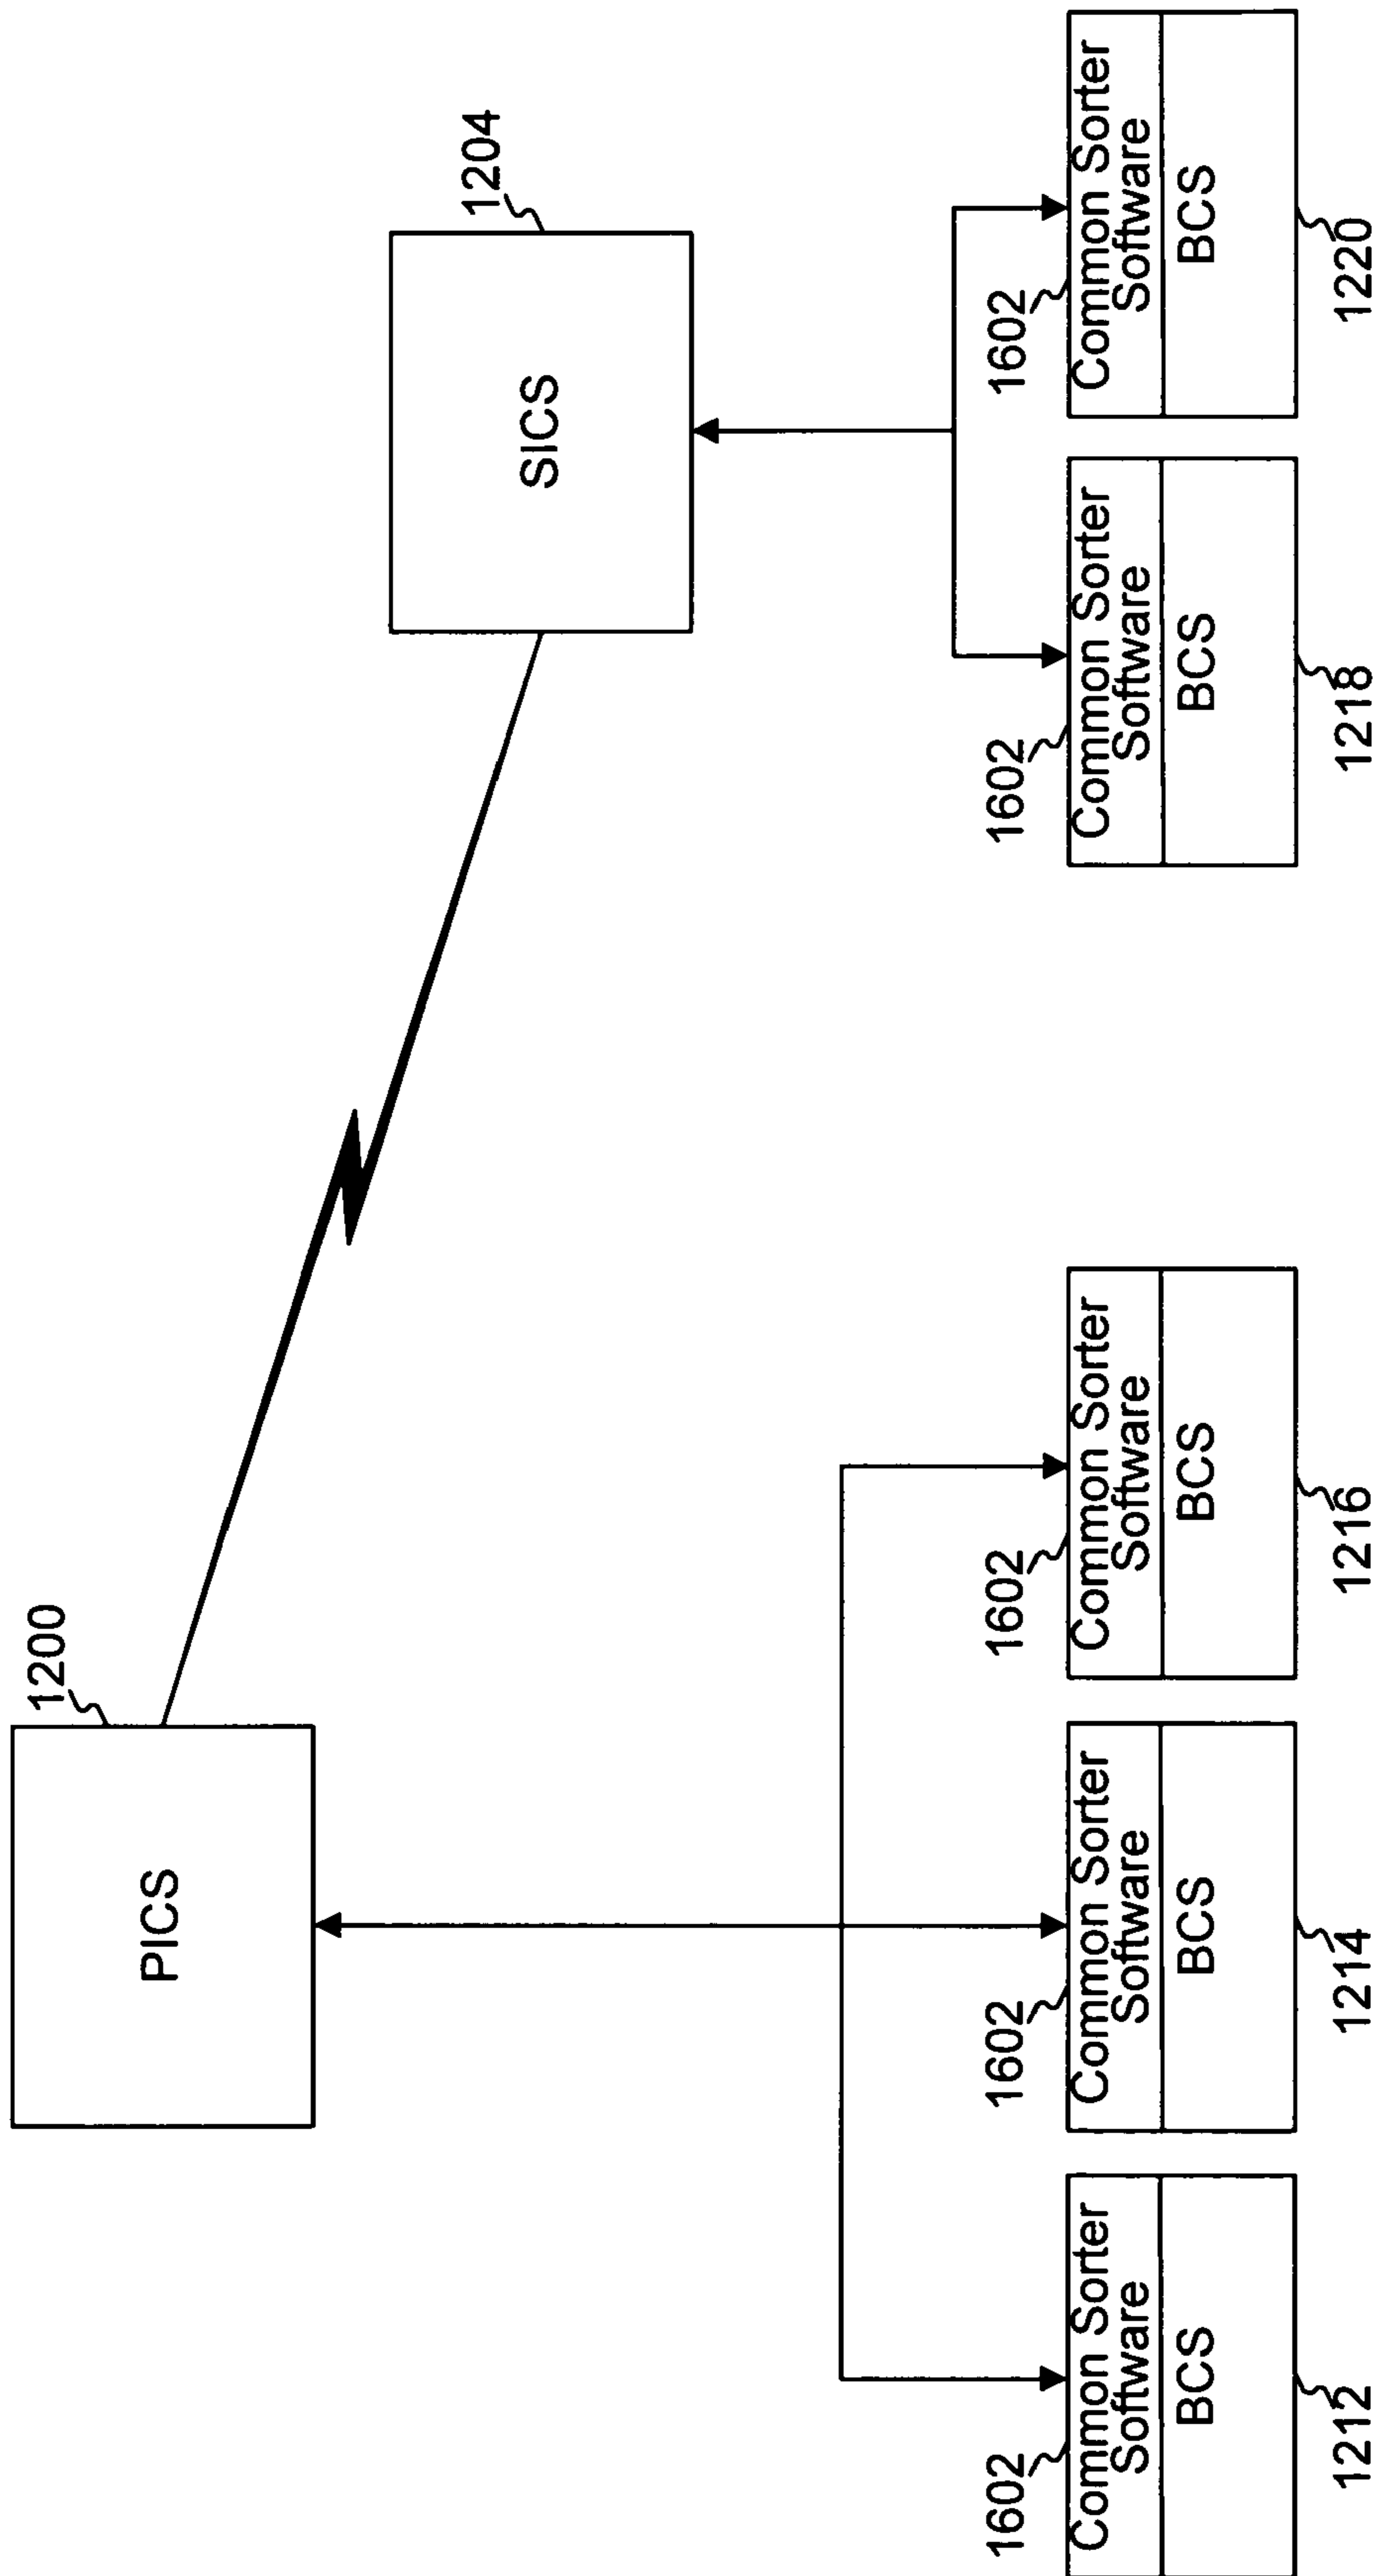 1200
PICS
1204
SICS
1602
Common Sorter
Software
BCS
1212
1602
Common Sorter
Software
BCS
1214
1602
Common Sorter
Software
BCS
1216
1602
Common Sorter
Software
BCS
1218
1602
Common Sorter
Software
BCS
1220